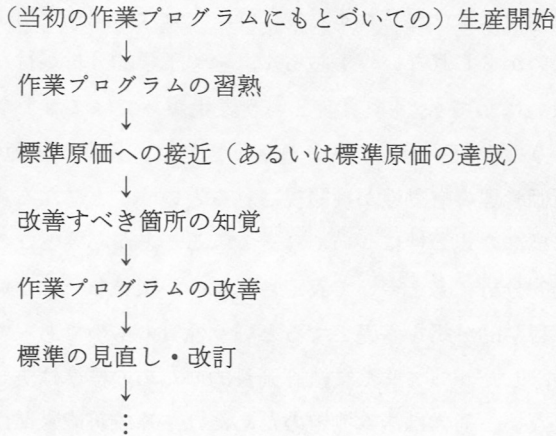 （当初の作業プログラムにもとづいての）生産開始
↓
作業プログラムの習熟
↓
標準原価への接近（あるいは標準原価の達成）
↓
改善すべき箇所の知覚
↓
作業プログラムの改善
↓
標準の見直し・改訂
↓
⋮